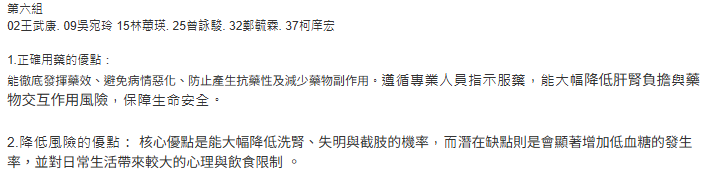 第六組
02王武康. 09吳宛玲 15林蒽瑛. 25曾詠駿. 32鄭毓霖. 37柯庠宏
1.正確用藥的優點：
能徹底發揮藥效、避免病情惡化、防止產生抗藥性及減少藥物副作用。遵循專業人員指示服藥，能大幅降低肝腎負擔與藥
物交互作用風險，保障生命安全。
2.降低風險的優點： 核心優點是能大幅降低洗腎、失明與截肢的機率，而潛在缺點則是會顯著增加低血糖的發生
率，並對日常生活帶來較大的心理與飲食限制 。